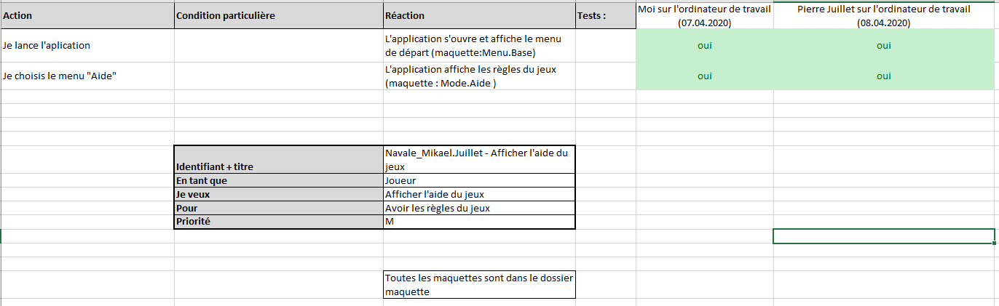 Action Condition particulière Réaction Tests : Moi sur l'ordinateur de travail Pierre Juillet sur l'ordinateur de travail
(07.04.2020) (08.04.2020)
Je lance l'aplication L'application s'ouvre et affiche le menu oui oui
de départ (maquette:Menu.Base)
Je choisis le menu "Aide" L'application affiche les règles du jeux oui oui
(maquette : Mode.Aide )
Identifiant + titre Navale_Mikael.Juillet - Afficher l'aide du
jeux
En tant que Joueur
Je veux Afficher l'aide du jeux
Pour Avoir les règles du jeux
Priorité M
Toutes les maquettes sont dans le dossier
maquette